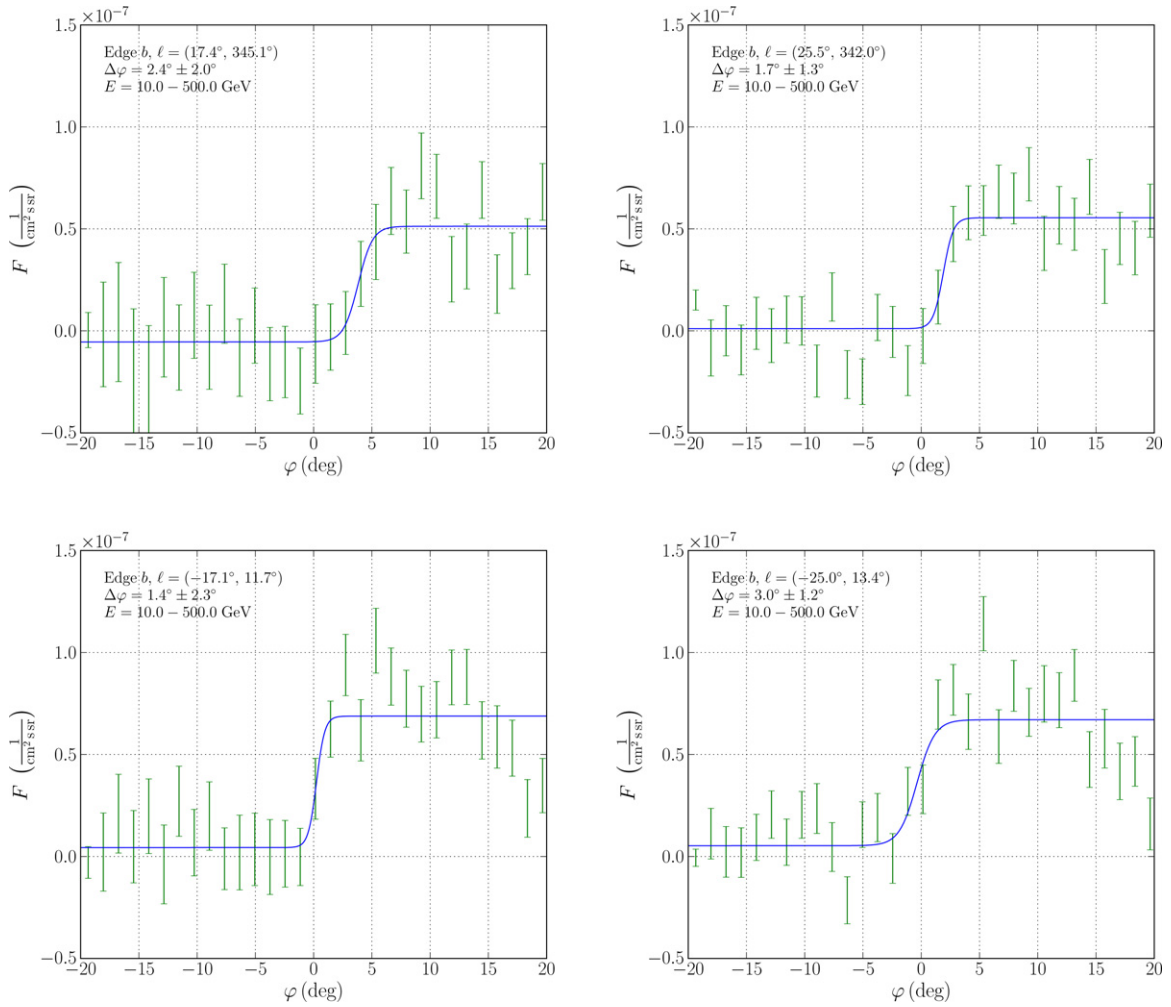 ×10⁻⁷
1.5
1.0
0.5
0.0
−0.5
F (1/cm² s sr)
Edge b, ℓ = (17.4°, 345.1°)
Δφ = 2.4° ± 2.0°
E = 10.0 − 500.0 GeV
−20 −15 −10 −5 0 5 10 15 20
φ (deg)
×10⁻⁷
1.5
1.0
0.5
0.0
−0.5
F (1/cm² s sr)
Edge b, ℓ = (25.5°, 342.0°)
Δφ = 1.7° ± 1.3°
E = 10.0 − 500.0 GeV
−20 −15 −10 −5 0 5 10 15 20
φ (deg)
×10⁻⁷
1.5
1.0
0.5
0.0
−0.5
F (1/cm² s sr)
Edge b, ℓ = (−17.1°, 11.7°)
Δφ = 1.4° ± 2.3°
E = 10.0 − 500.0 GeV
−20 −15 −10 −5 0 5 10 15 20
φ (deg)
×10⁻⁷
1.5
1.0
0.5
0.0
−0.5
F (1/cm² s sr)
Edge b, ℓ = (−25.0°, 13.4°)
Δφ = 3.0° ± 1.2°
E = 10.0 − 500.0 GeV
−20 −15 −10 −5 0 5 10 15 20
φ (deg)